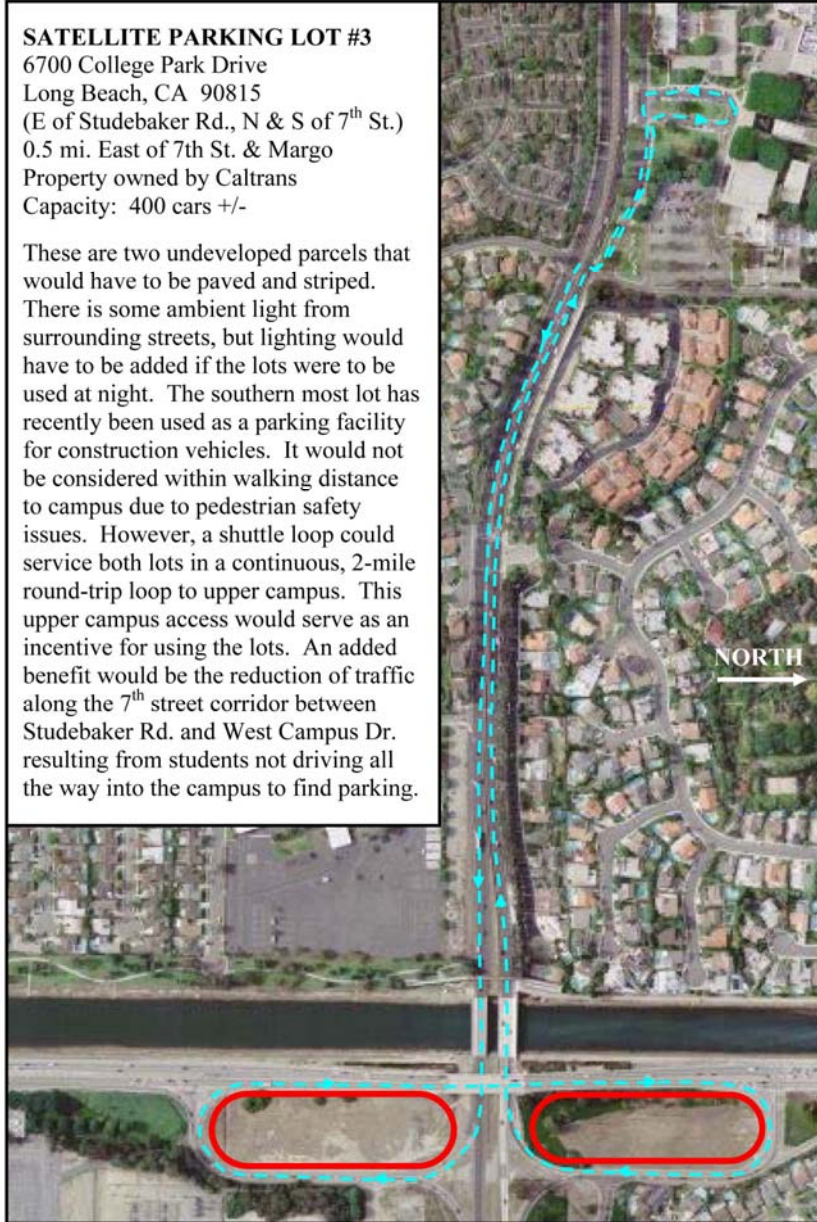 SATELLITE PARKING LOT #3
6700 College Park Drive
Long Beach, CA  90815
(E of Studebaker Rd., N & S of 7th St.)
0.5 mi. East of 7th St. & Margo
Property owned by Caltrans
Capacity:  400 cars +/-
These are two undeveloped parcels that
would have to be paved and striped.
There is some ambient light from
surrounding streets, but lighting would
have to be added if the lots were to be
used at night.  The southern most lot has
recently been used as a parking facility
for construction vehicles.  It would not
be considered within walking distance
to campus due to pedestrian safety
issues.  However, a shuttle loop could
service both lots in a continuous, 2-mile
round-trip loop to upper campus.  This
upper campus access would serve as an
incentive for using the lots.  An added
benefit would be the reduction of traffic
along the 7th street corridor between
Studebaker Rd. and West Campus Dr.
resulting from students not driving all
the way into the campus to find parking.
NORTH